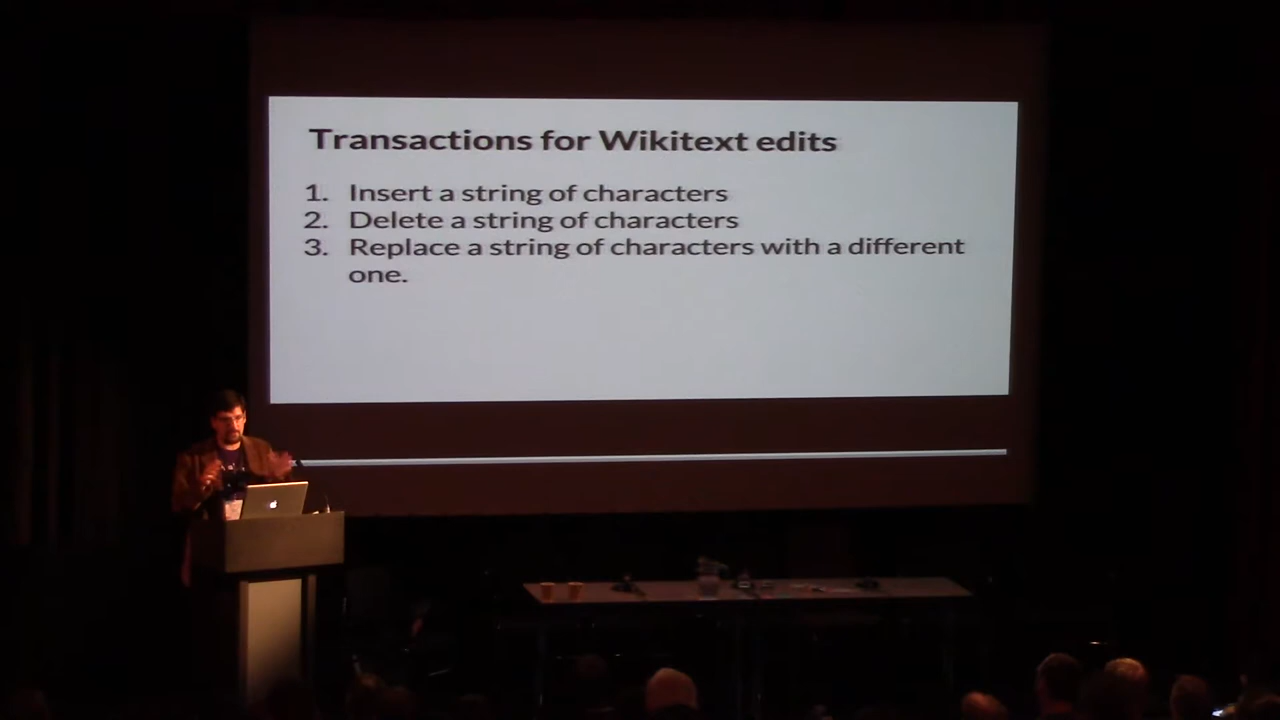 Transactions for Wikitext edits
1. Insert a string of characters
2. Delete a string of characters
3. Replace a string of characters with a different
one.